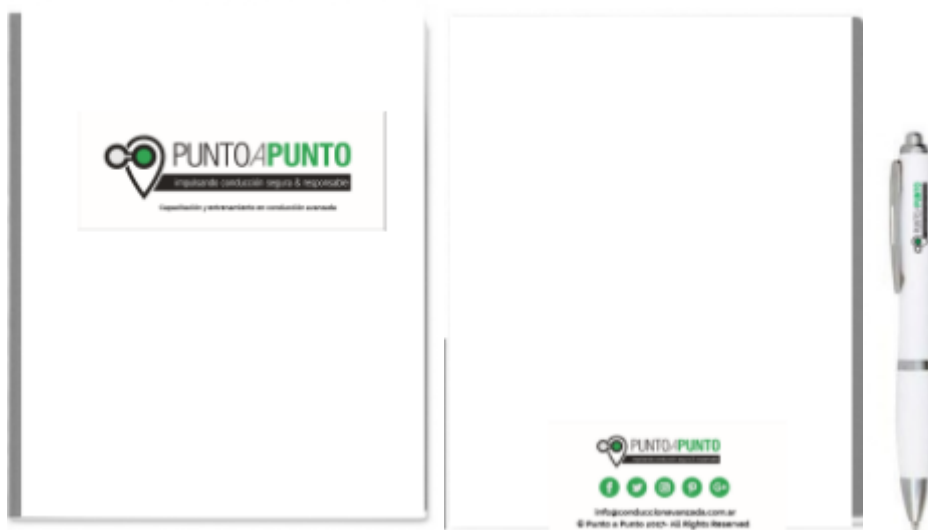 PUNTOAPUNTO
impulsando conducción segura & responsable
Capacitación y entrenamiento en conducción avanzada
PUNTOAPUNTO
info@conduccionavanzada.com.ar
© Punto a Punto 2017- All Rights Reserved
PUNTOAPUNTO